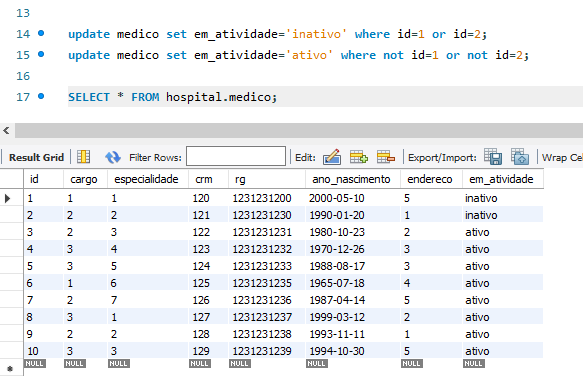 13
14 update medico set em_atividade='inativo' where id=1 or id=2;
15 update medico set em_atividade='ativo' where not id=1 or not id=2;
16
17 SELECT * FROM hospital.medico;
Result Grid Filter Rows: Edit: Export/Import: Wrap Ce
id cargo especialidade crm rg ano_nascimento endereco em_atividade
1 1 1 120 1231231200 2000-05-10 5 inativo
2 2 2 121 1231231230 1990-01-20 1 inativo
3 2 3 122 1231231231 1980-10-23 2 ativo
4 3 4 123 1231231232 1970-12-26 3 ativo
5 3 5 124 1231231233 1988-08-17 3 ativo
6 1 6 125 1231231235 1965-07-18 4 ativo
7 2 7 126 1231231236 1987-04-14 5 ativo
8 3 1 127 1231231237 1999-03-12 2 ativo
9 2 2 128 1231231238 1993-11-11 1 ativo
10 3 3 129 1231231239 1994-10-30 5 ativo
NULL NULL NULL NULL NULL NULL NULL NULL